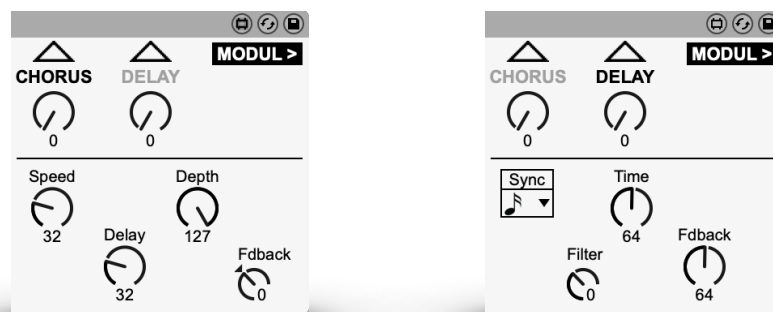 MODUL >
CHORUS DELAY
0 0
Speed Depth
32 127
Delay Fdback
32 0
MODUL >
CHORUS DELAY
0 0
Sync Time
64
Filter Fdback
0 64